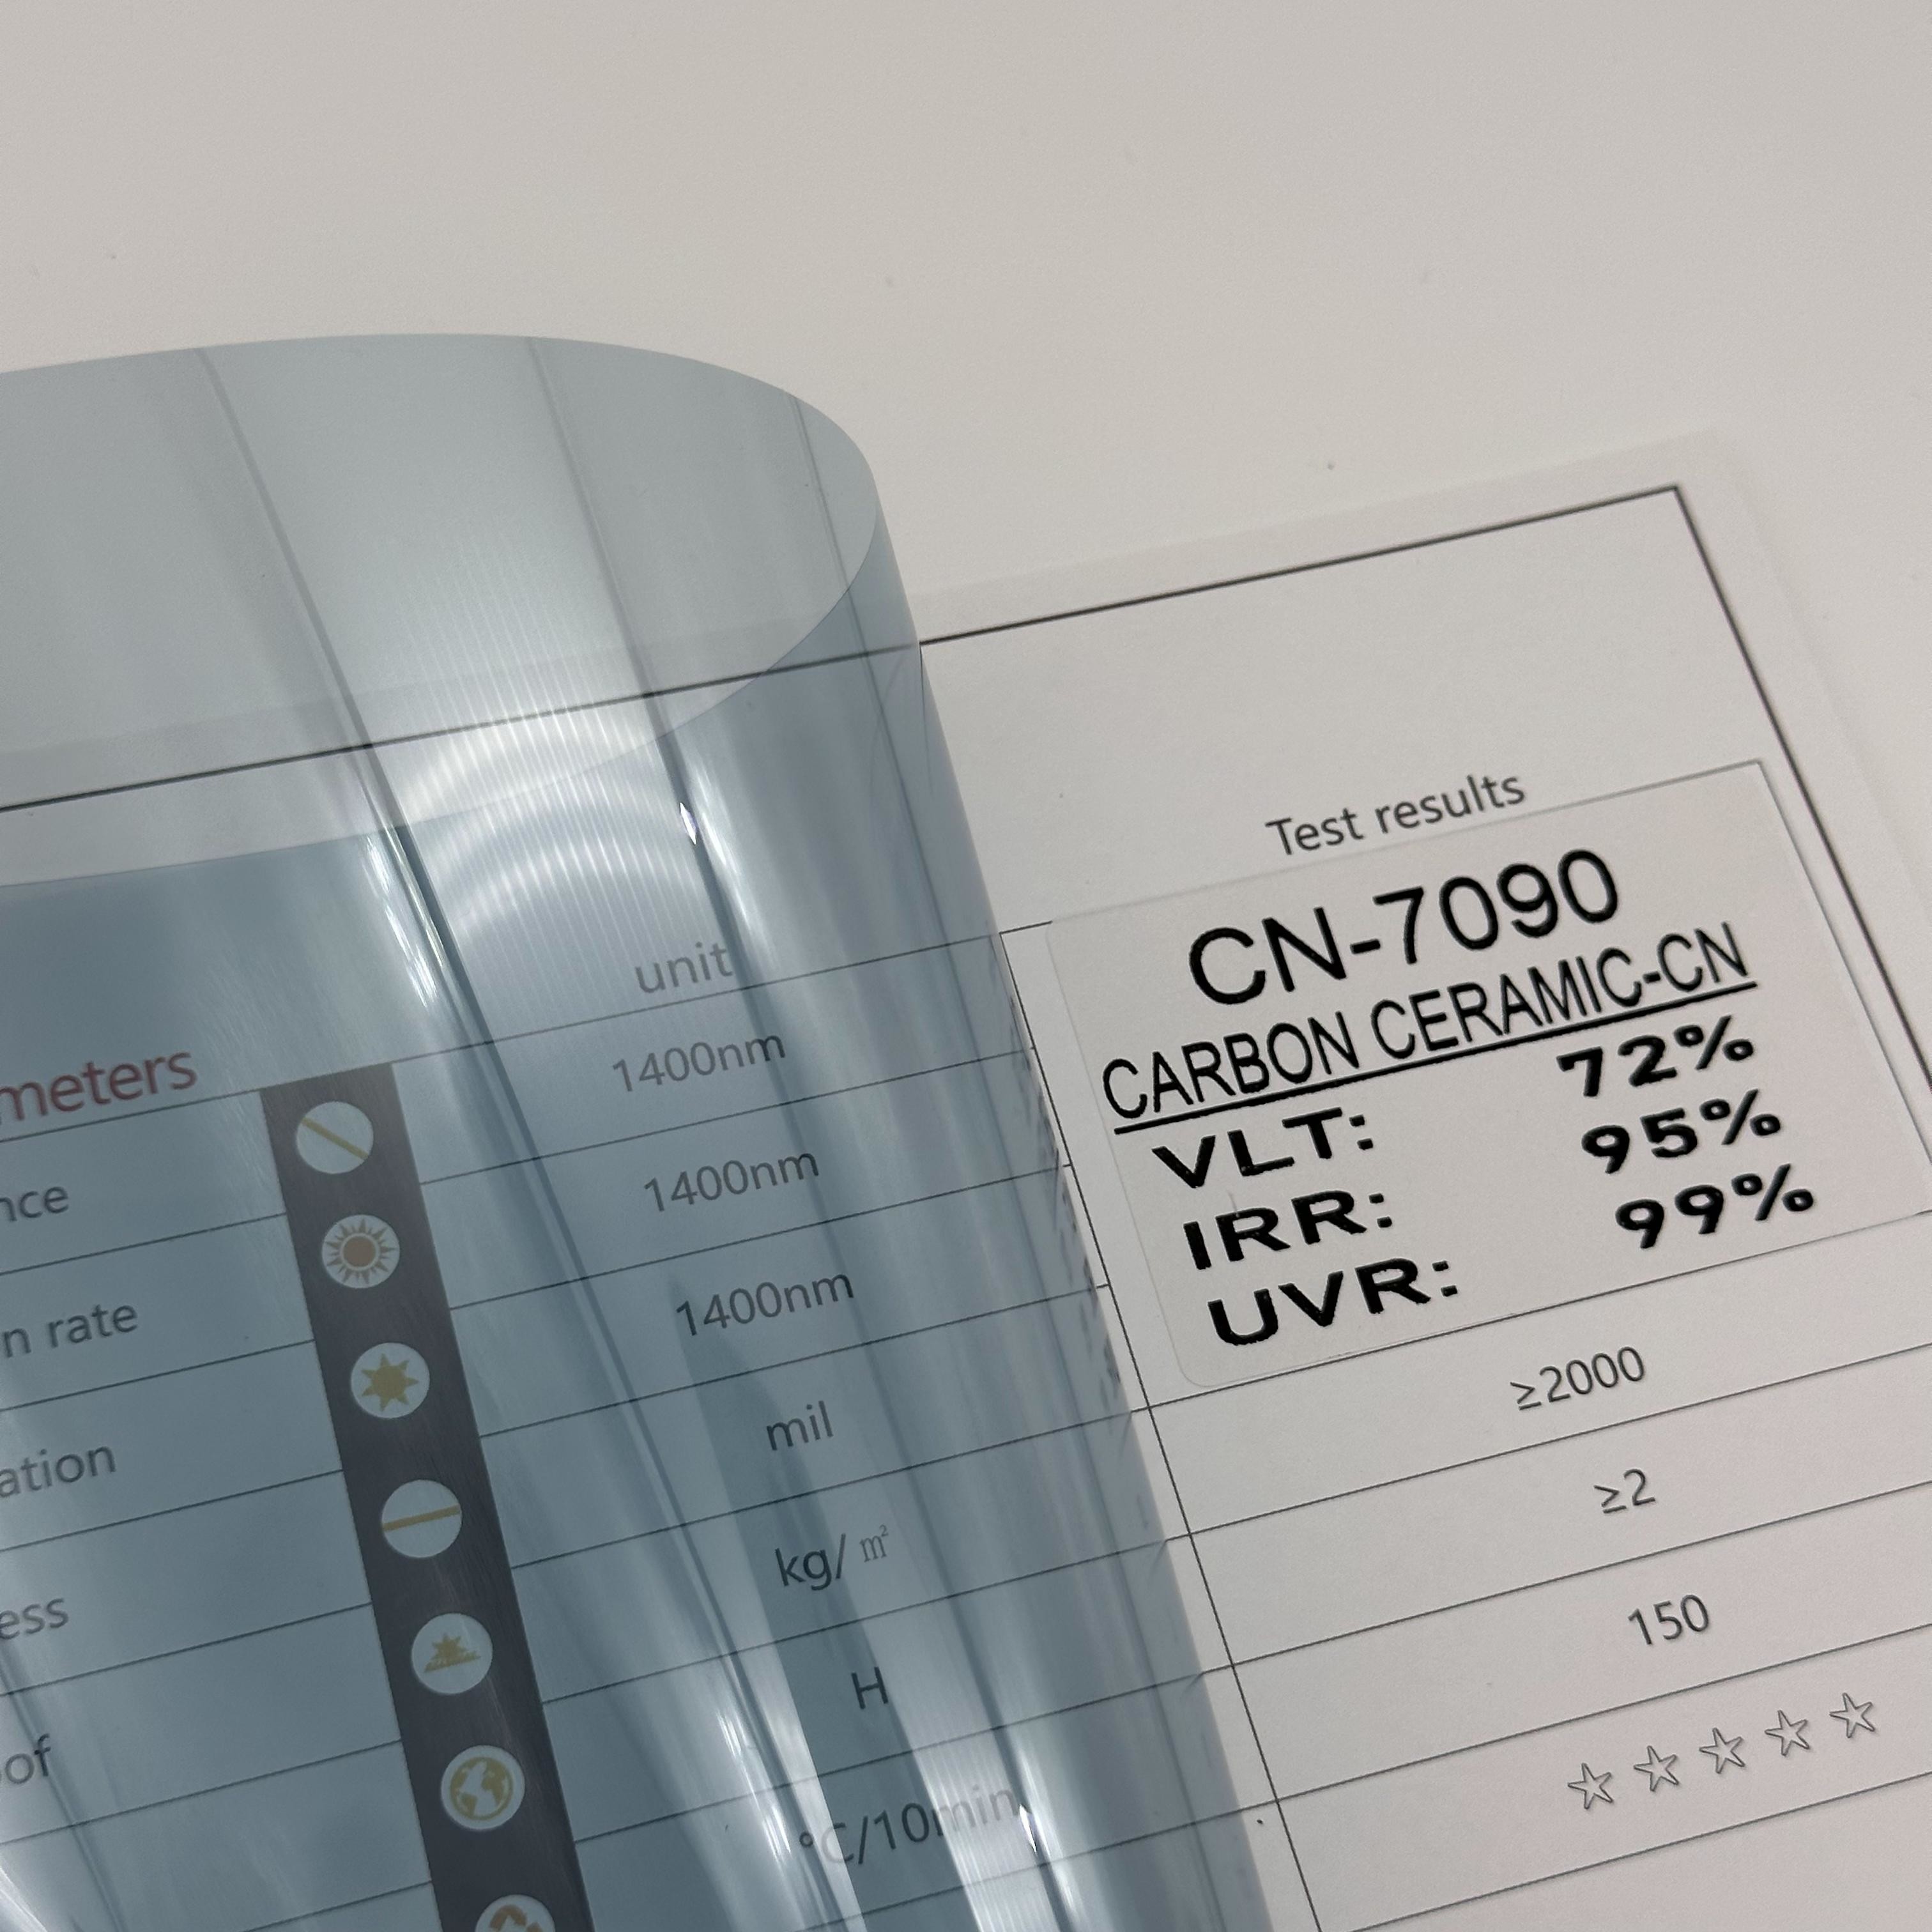 Test results
CN-7090
CARBON CERAMIC-CN
VLT: 72%
IRR: 95%
UVR: 99%
unit
meters
1400nm
nce
1400nm
n rate
1400nm
ation
mil
≥2000
ess
kg/㎡
≥2
of
H
150
℃/10min
☆☆☆☆☆